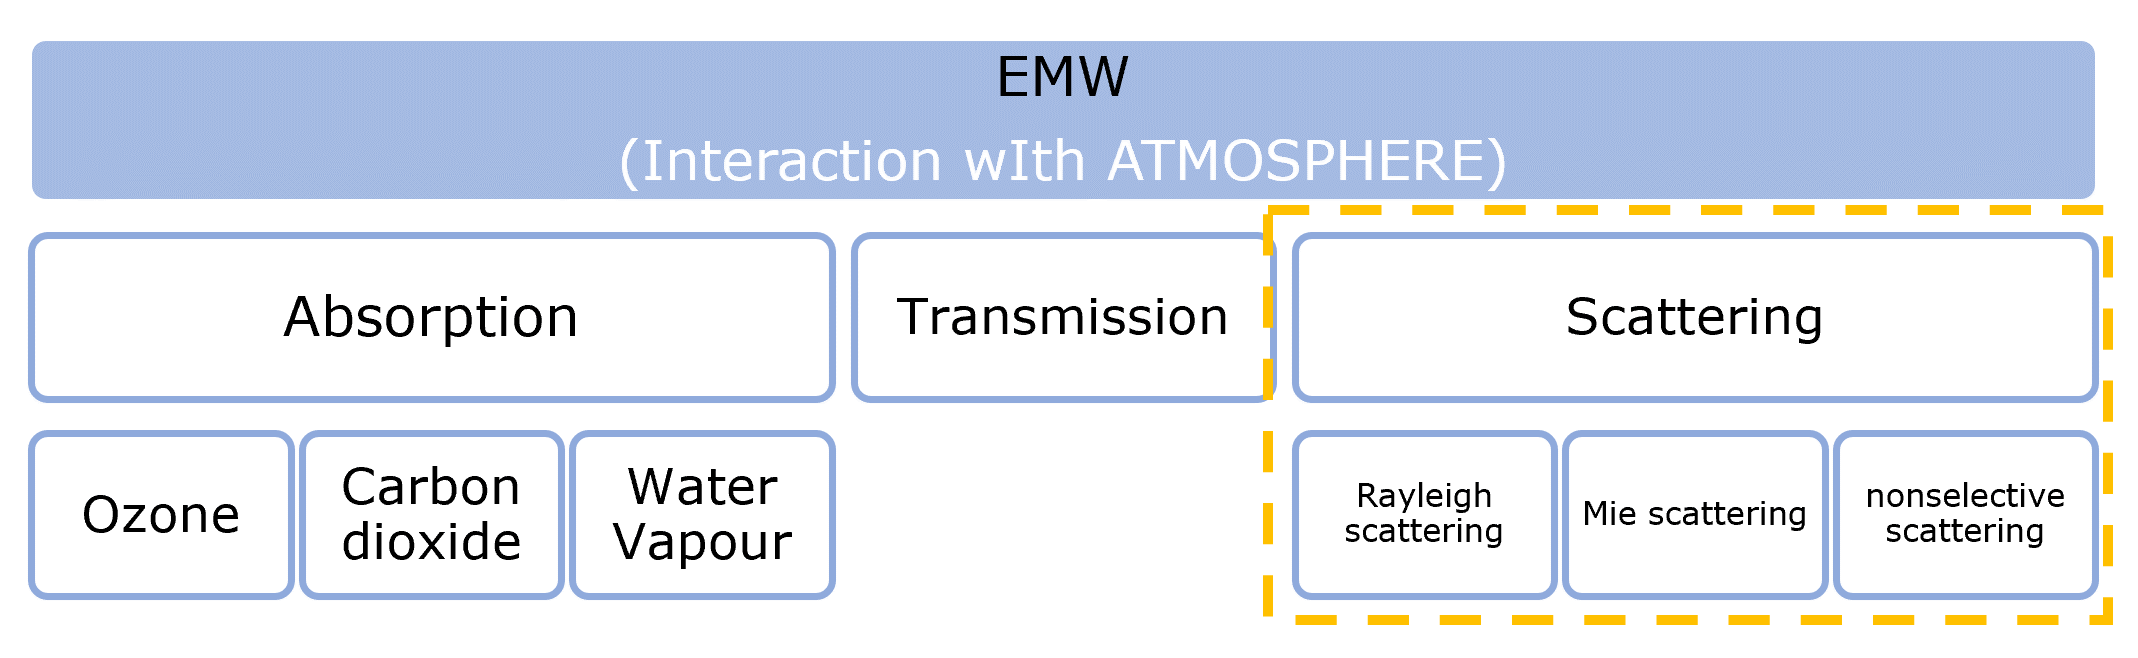 EMW
(Interaction wIth ATMOSPHERE)
Absorption
Transmission
Scattering
Ozone
Carbon
dioxide
Water
Vapour
Rayleigh
scattering
Mie scattering
nonselective
scattering